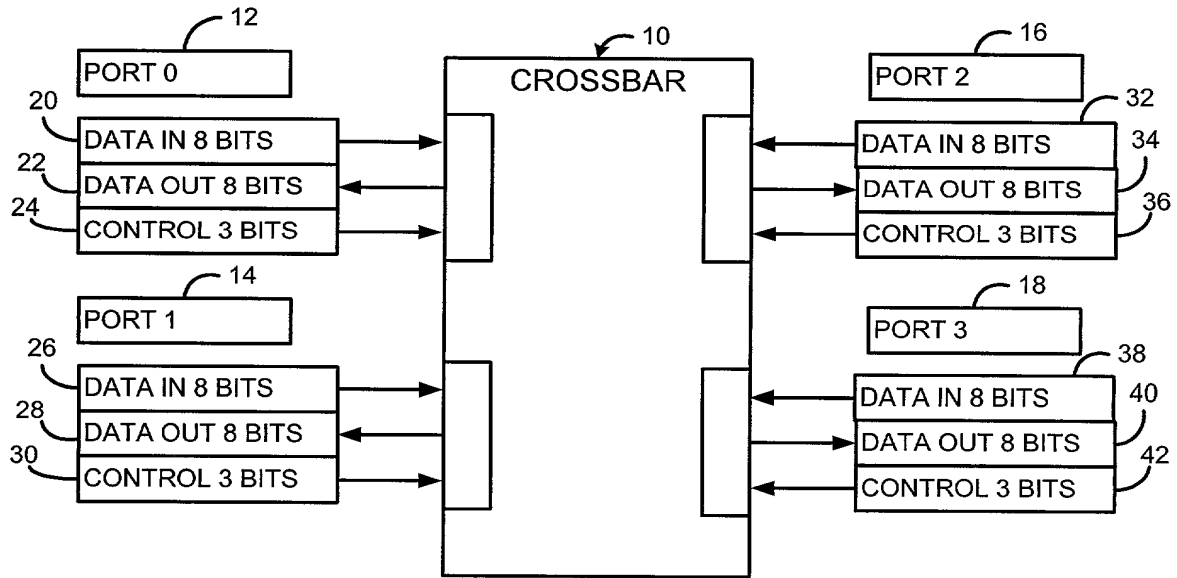 12
PORT 0
20
DATA IN 8 BITS
22
DATA OUT 8 BITS
24
CONTROL 3 BITS
14
PORT 1
26
DATA IN 8 BITS
28
DATA OUT 8 BITS
30
CONTROL 3 BITS
10
CROSSBAR
16
PORT 2
32
DATA IN 8 BITS
34
DATA OUT 8 BITS
36
CONTROL 3 BITS
18
PORT 3
38
DATA IN 8 BITS
40
DATA OUT 8 BITS
42
CONTROL 3 BITS